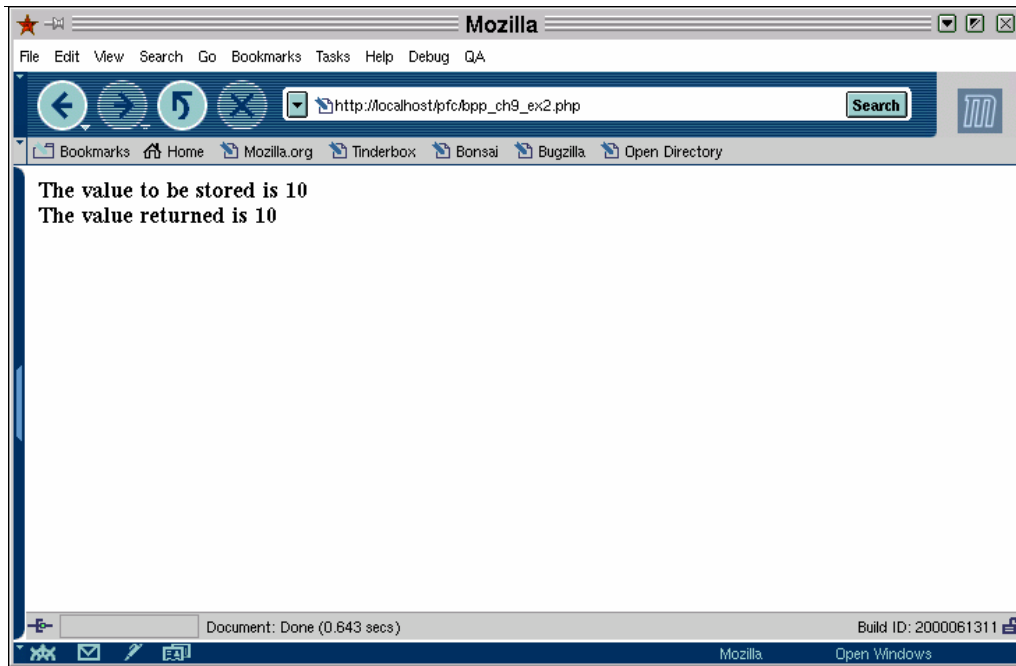 Mozilla
File Edit View Search Go Bookmarks Tasks Help Debug QA
http://localhost/pfc/bpp_ch9_ex2.php Search
Bookmarks Home Mozilla.org Tinderbox Bonsai Bugzilla Open Directory
The value to be stored is 10
The value returned is 10
Document: Done (0.643 secs) Build ID: 2000061311
Mozilla Open Windows